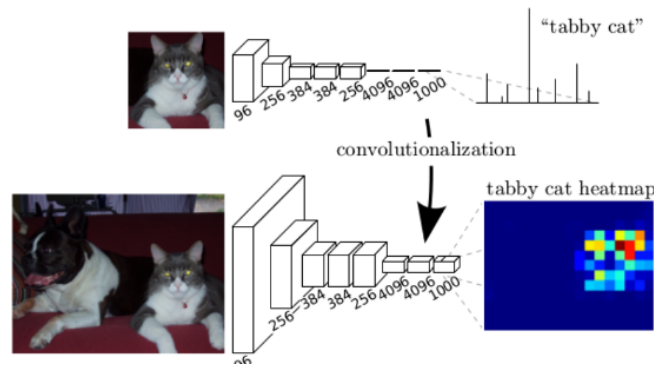 "tabby cat"
96 256 384 384 256 4096 4096 1000
convolutionalization
tabby cat heatmap
96 256 384 384 256 4096 4096 1000